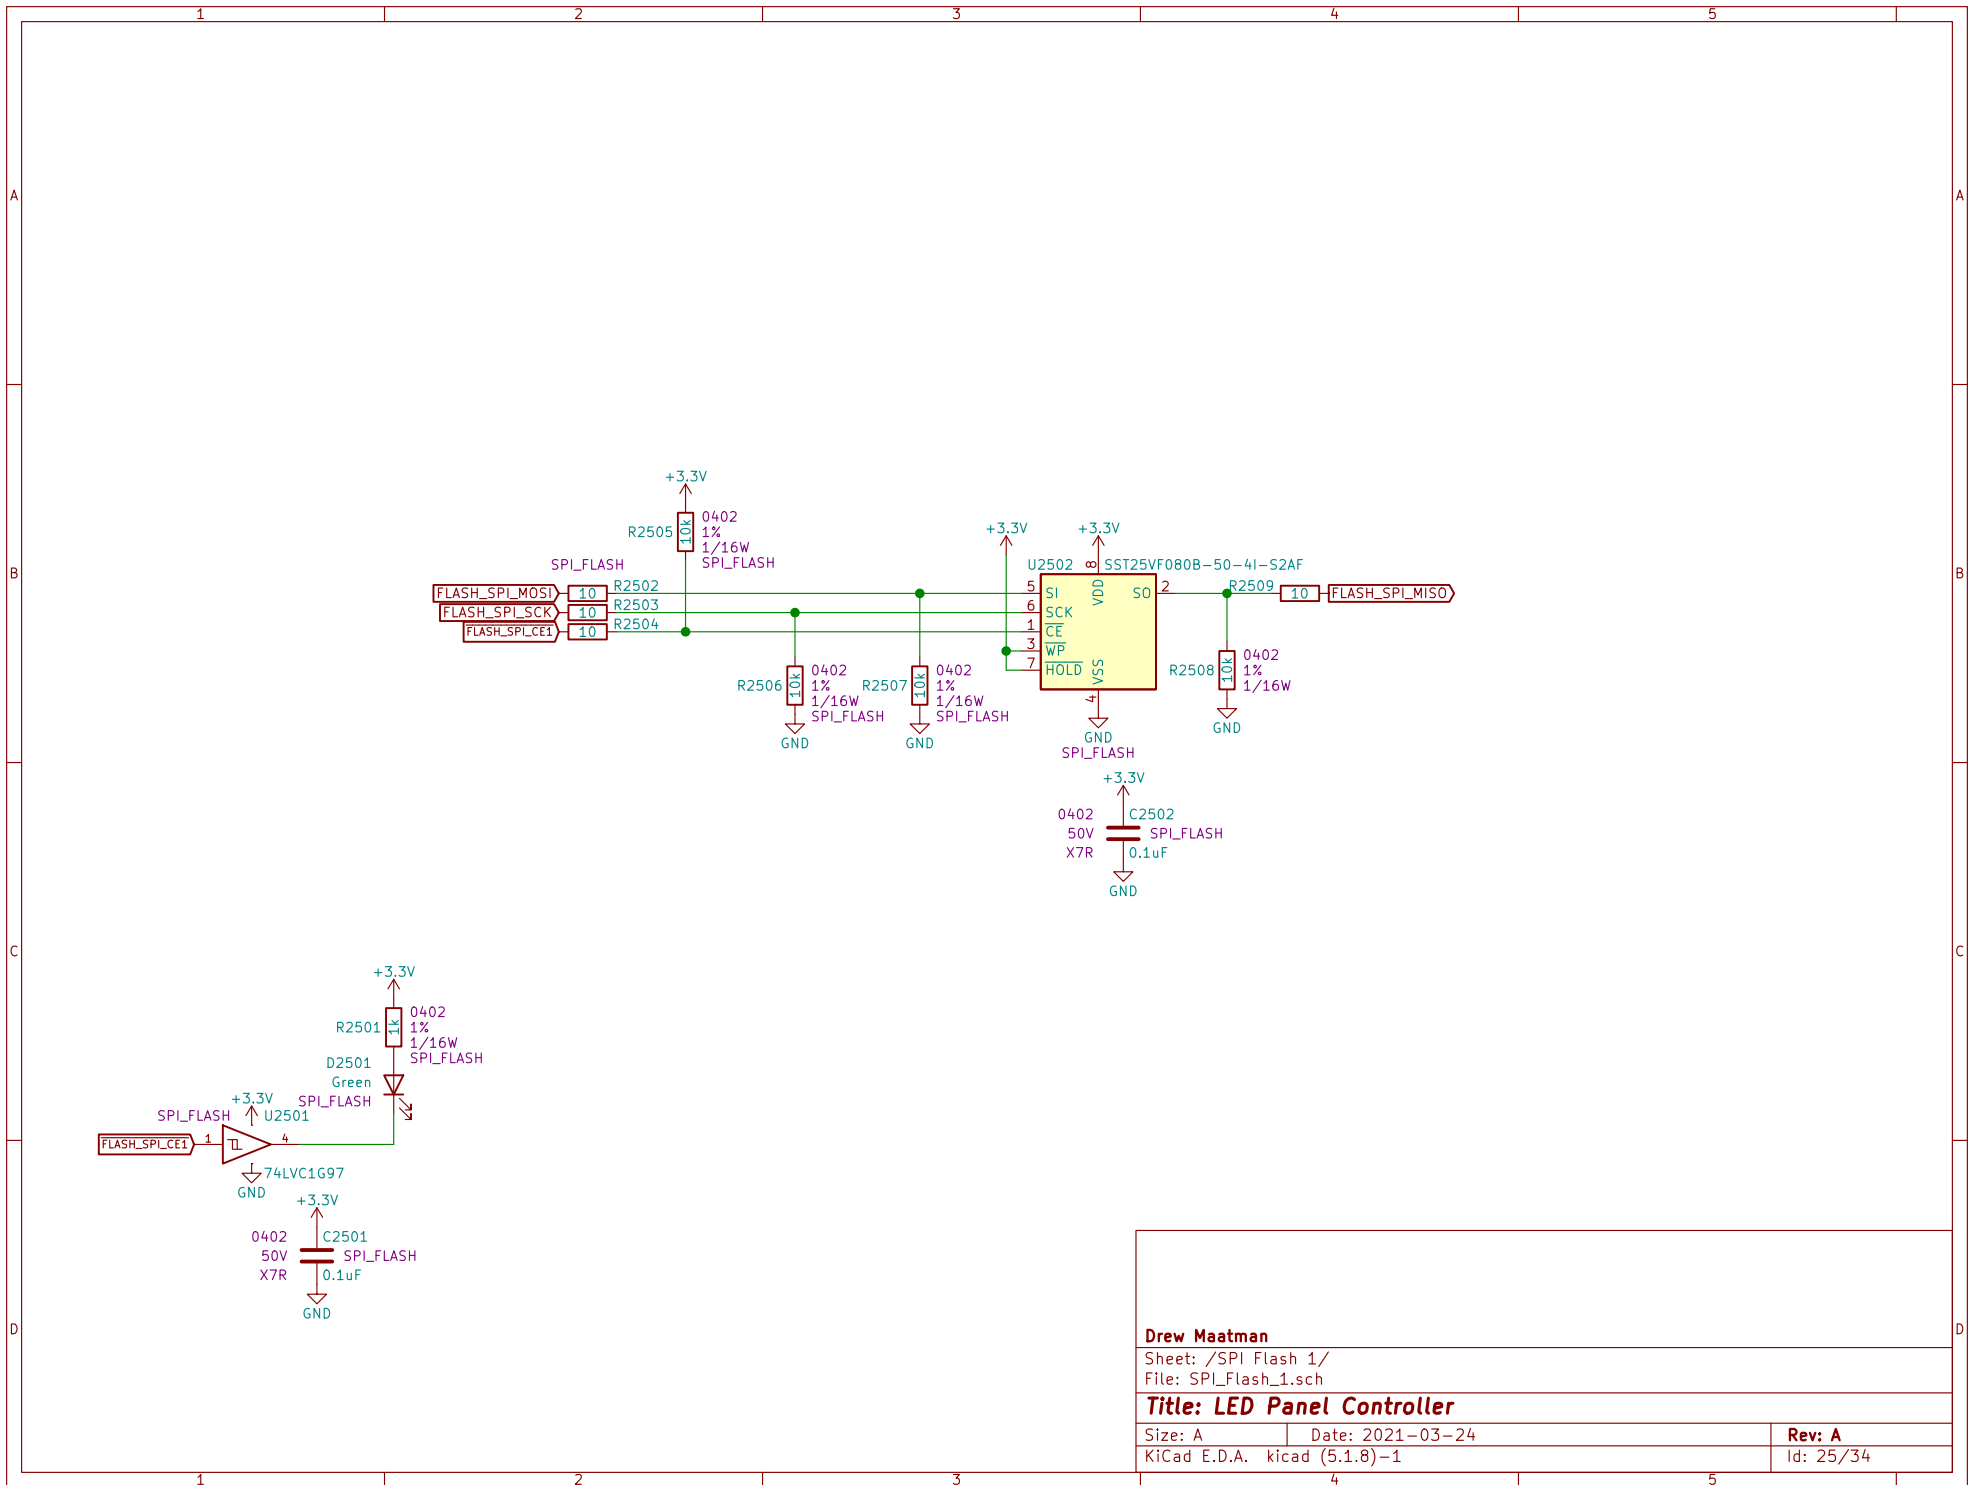 1 2 3 4 5
A A
+3.3V
R2505 10k 0402
1%
1/16W
SPI_FLASH
+3.3V +3.3V
SPI_FLASH
U2502 SST25VF080B-50-4I-S2AF
B B
FLASH_SPI_MOSI 10 R2502
FLASH_SPI_SCK 10 R2503
FLASH_SPI_CE1 10 R2504
5 SI
6 SCK
1 CE
3 WP
7 HOLD
8 VDD
4 VSS
SO 2
R2509 10 FLASH_SPI_MISO
R2506 10k 0402
1%
1/16W
SPI_FLASH
GND
R2507 10k 0402
1%
1/16W
SPI_FLASH
GND
GND
SPI_FLASH
R2508 10k 0402
1%
1/16W
GND
+3.3V
0402 C2502
50V SPI_FLASH
X7R 0.1uF
GND
C C
+3.3V
R2501 1k 0402
1%
1/16W
SPI_FLASH
D2501
Green
SPI_FLASH
+3.3V
SPI_FLASH U2501
FLASH_SPI_CE1 1 4
74LVC1G97
GND
+3.3V
0402 C2501
50V SPI_FLASH
X7R 0.1uF
GND
D D
Drew Maatman
Sheet: /SPI Flash 1/
File: SPI_Flash_1.sch
Title: LED Panel Controller
Size: A Date: 2021-03-24 Rev: A
KiCad E.D.A. kicad (5.1.8)-1 Id: 25/34
1 2 3 4 5